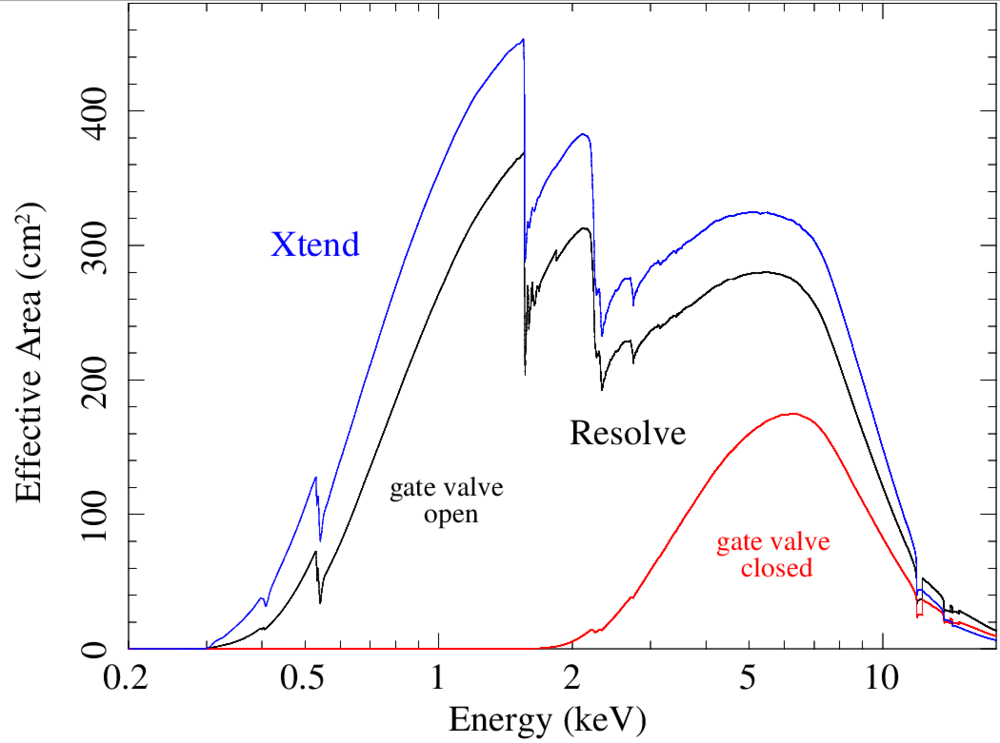 Effective Area (cm²)
400
300
200
100
0
Xtend
Resolve
gate valve
open
gate valve
closed
0.2 0.5 1 2 5 10
Energy (keV)